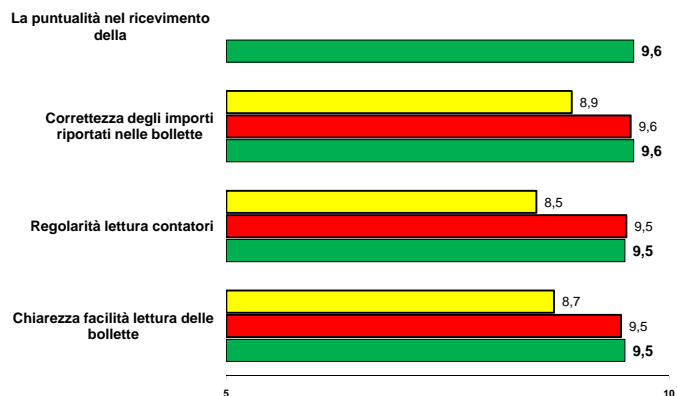 La puntualità nel ricevimento
della
9,6
8,9
Correttezza degli importi
riportati nelle bollette
9,6
9,6
8,5
Regolarità lettura contatori
9,5
9,5
8,7
Chiarezza facilità lettura delle
bollette
9,5
9,5
5
10